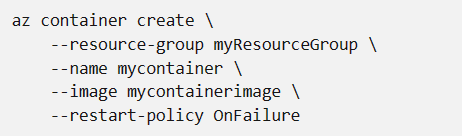 az container create \
    --resource-group myResourceGroup \
    --name mycontainer \
    --image mycontainerimage \
    --restart-policy OnFailure